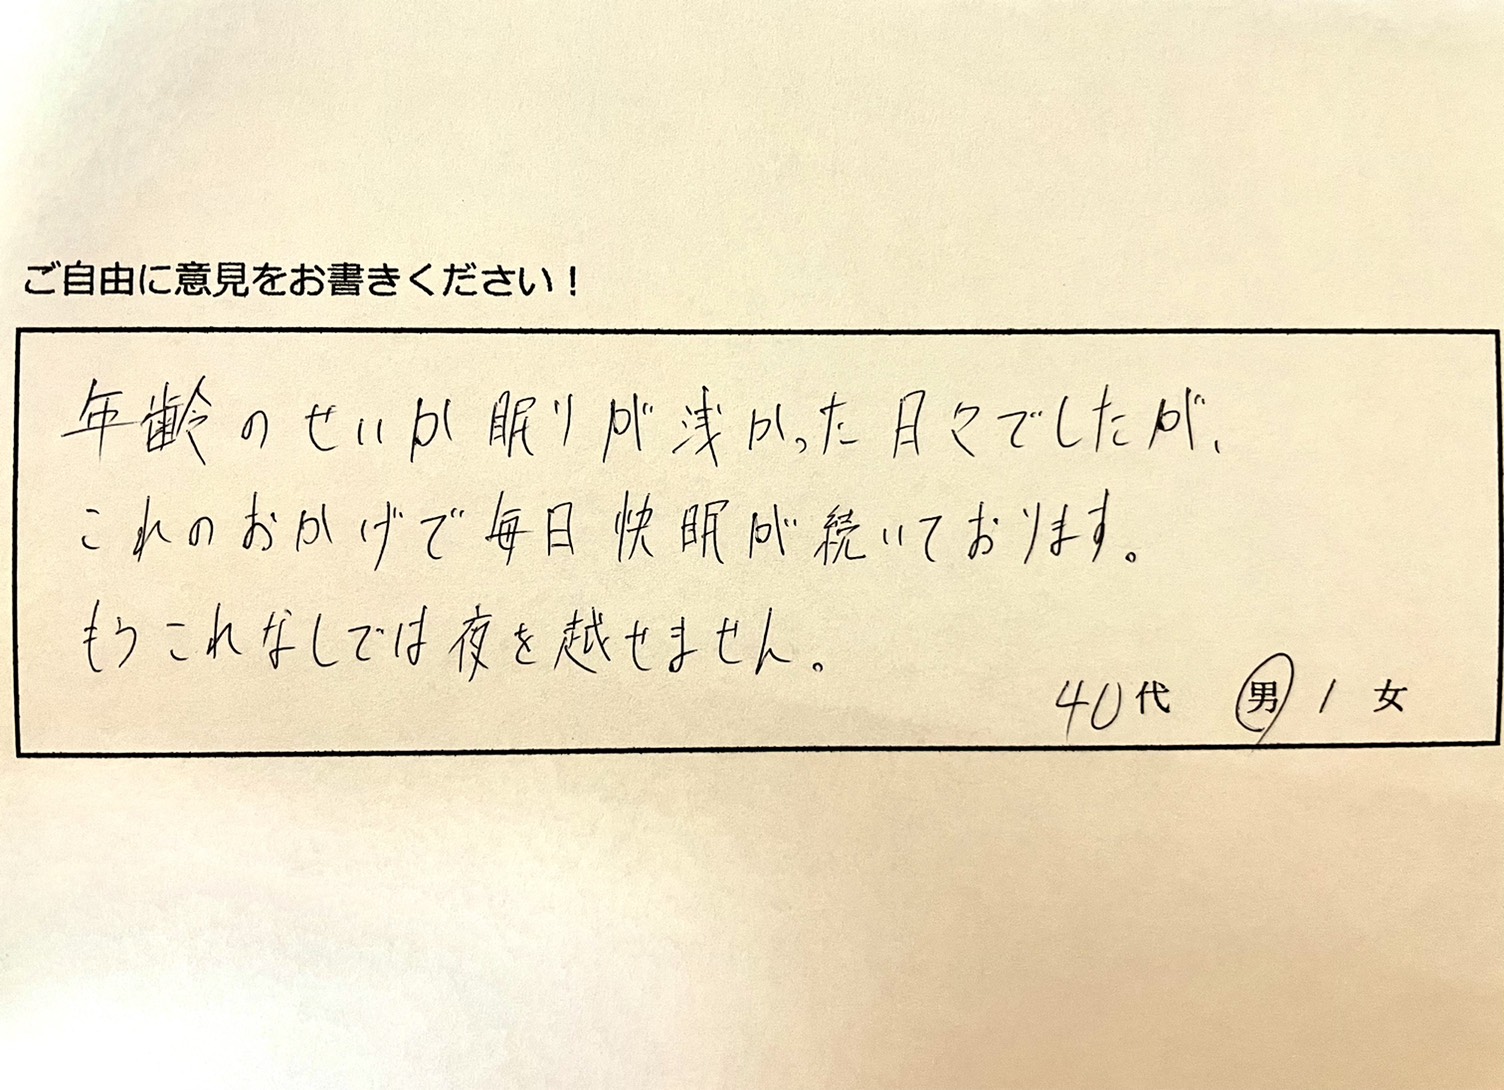 ご自由に意見をお書きください！
年齢のせいか眠りが浅かった日々でしたが、
これのおかげで毎日快眠が続いております。
もうこれなしでは夜を越せません。
40代 男 / 女